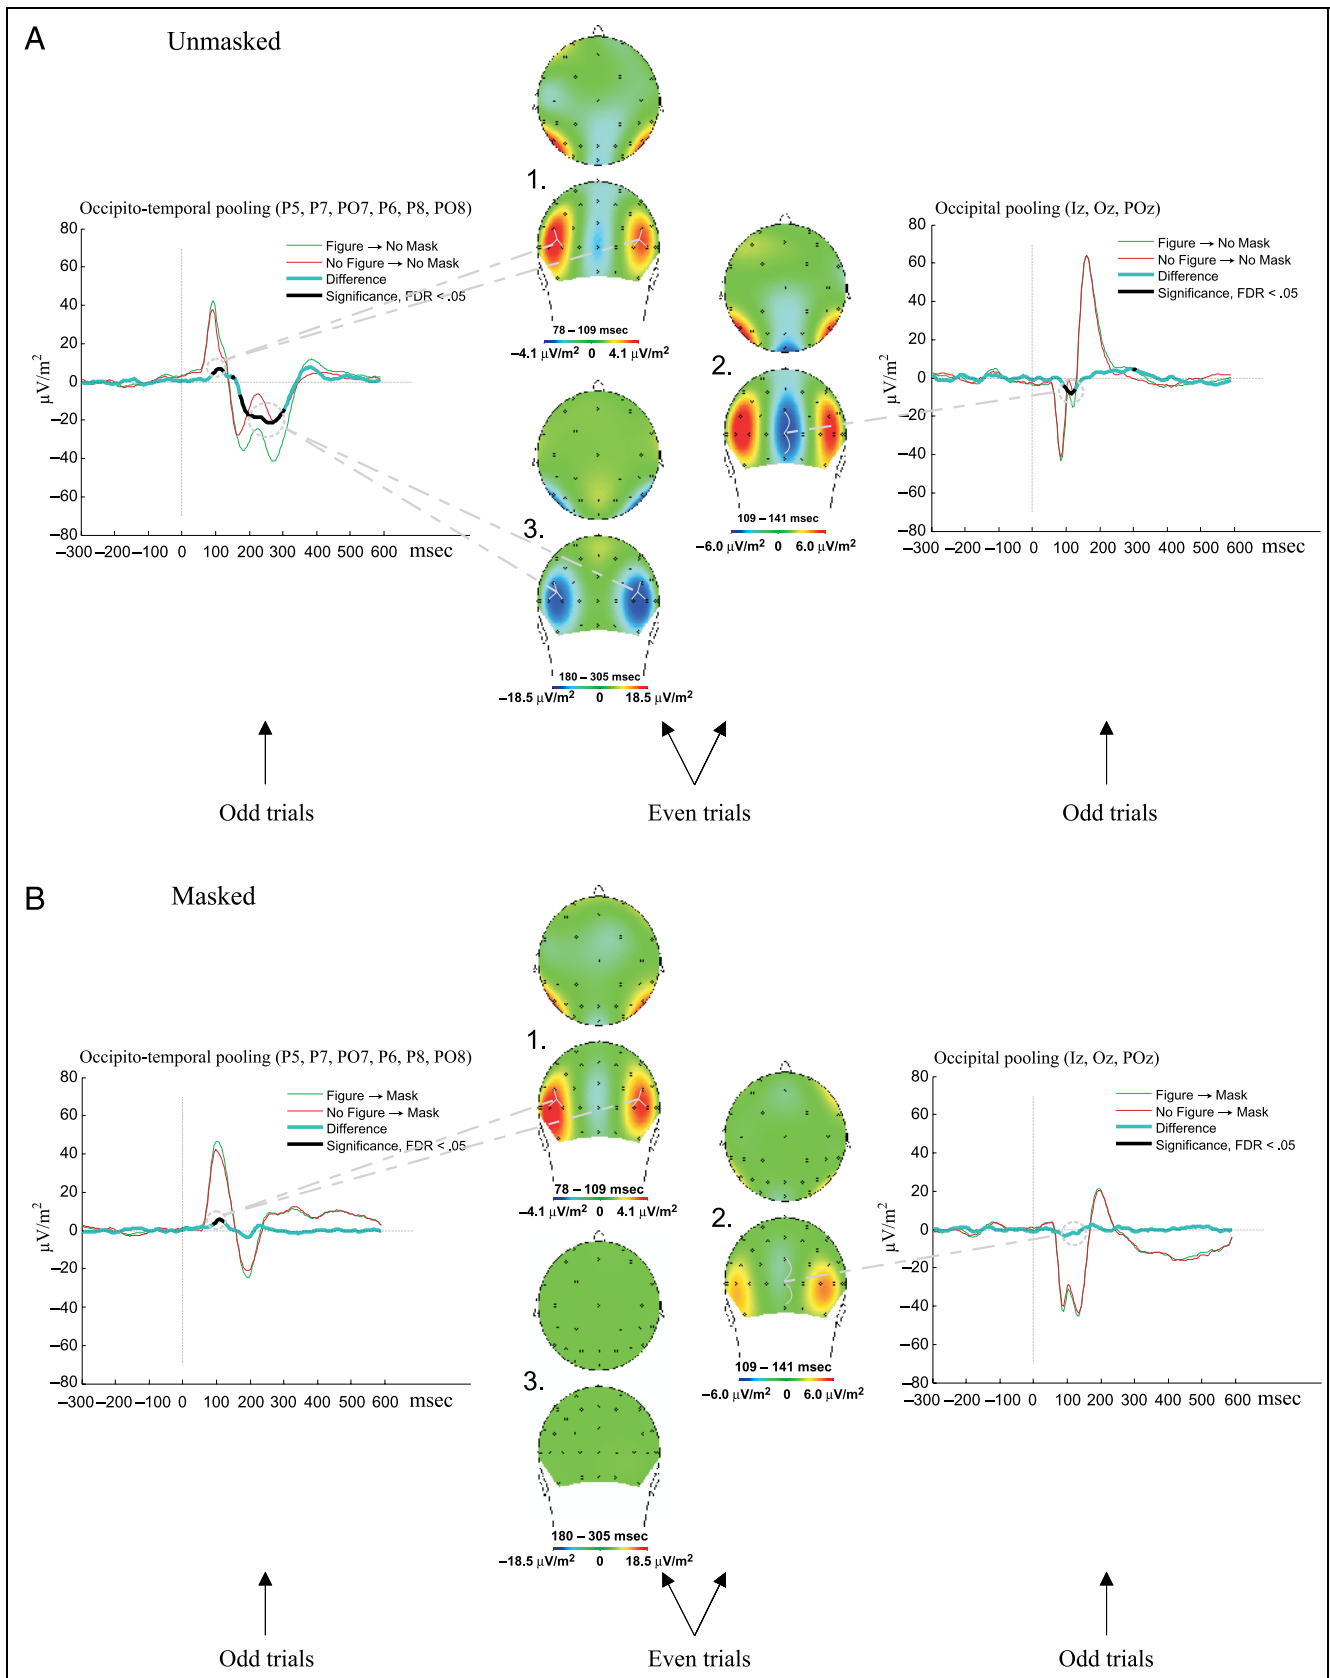 A
Unmasked
1.
Occipito-temporal pooling (P5, P7, PO7, P6, P8, PO8)
80
60
40
20
0
−20
−40
−60
−80
μV/m²
Figure → No Mask
No Figure → No Mask
Difference
Significance, FDR < .05
−300 −200 −100 0 100 200 300 400 500 600 msec
78 – 109 msec
−4.1 μV/m² 0 4.1 μV/m²
2.
109 – 141 msec
−6.0 μV/m² 0 6.0 μV/m²
3.
180 – 305 msec
−18.5 μV/m² 0 18.5 μV/m²
Occipital pooling (Iz, Oz, POz)
80
60
40
20
0
−20
−40
−60
−80
μV/m²
Figure → No Mask
No Figure → No Mask
Difference
Significance, FDR < .05
−300 −200 −100 0 100 200 300 400 500 600 msec
Odd trials
Even trials
Odd trials
B
Masked
1.
Occipito-temporal pooling (P5, P7, PO7, P6, P8, PO8)
80
60
40
20
0
−20
−40
−60
−80
μV/m²
Figure → Mask
No Figure → Mask
Difference
Significance, FDR < .05
−300 −200 −100 0 100 200 300 400 500 600 msec
78 – 109 msec
−4.1 μV/m² 0 4.1 μV/m²
2.
109 – 141 msec
−6.0 μV/m² 0 6.0 μV/m²
3.
180 – 305 msec
−18.5 μV/m² 0 18.5 μV/m²
Occipital pooling (Iz, Oz, POz)
80
60
40
20
0
−20
−40
−60
−80
μV/m²
Figure → Mask
No Figure → Mask
Difference
Significance, FDR < .05
−300 −200 −100 0 100 200 300 400 500 600 msec
Odd trials
Even trials
Odd trials